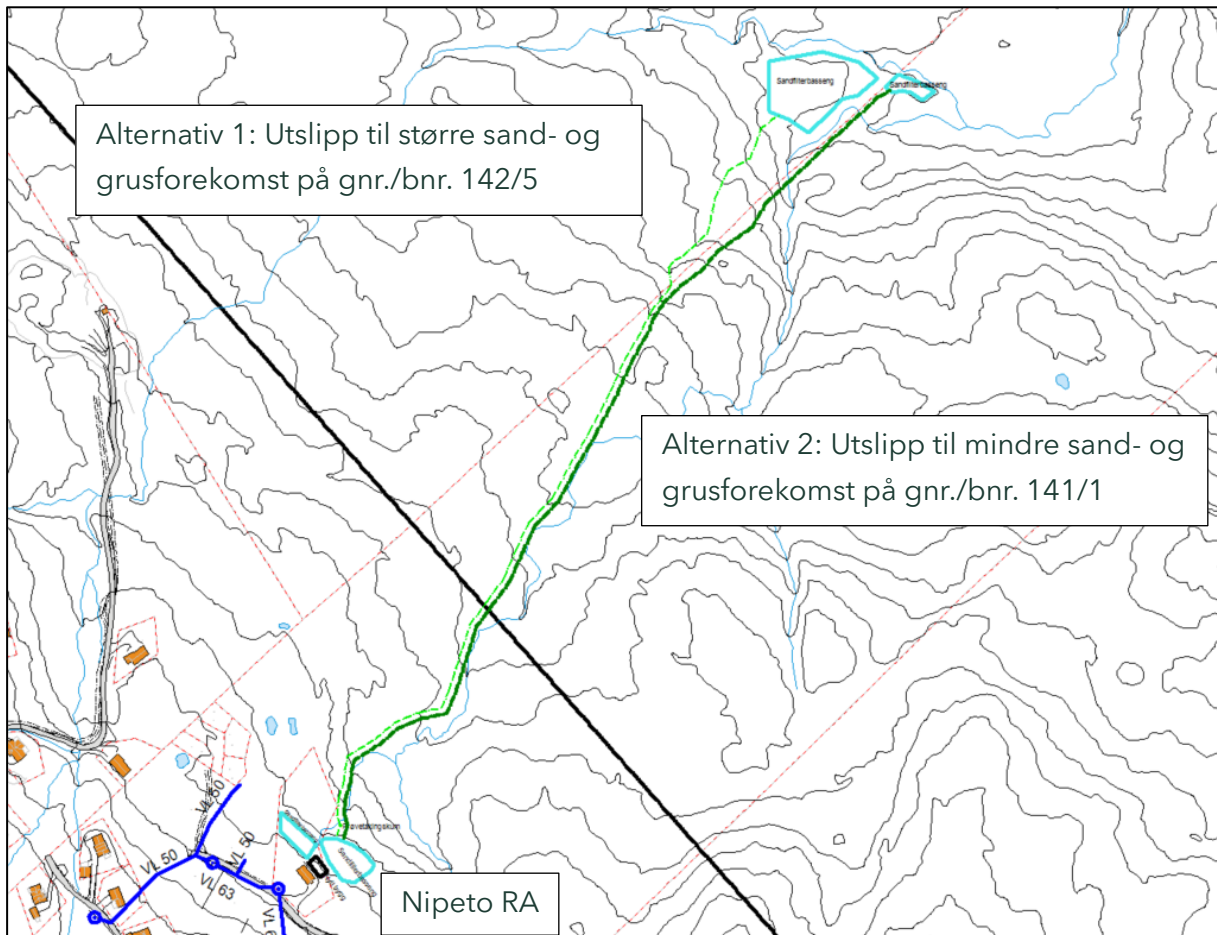 Sandfilterbasseng
Sandfilterbasseng
Alternativ 1: Utslipp til større sand- og
grusforekomst på gnr./bnr. 142/5
Alternativ 2: Utslipp til mindre sand- og
grusforekomst på gnr./bnr. 141/1
VL 50
VL 50
VL 50
VL 63
Sandfilterbasseng
Nipeto RA